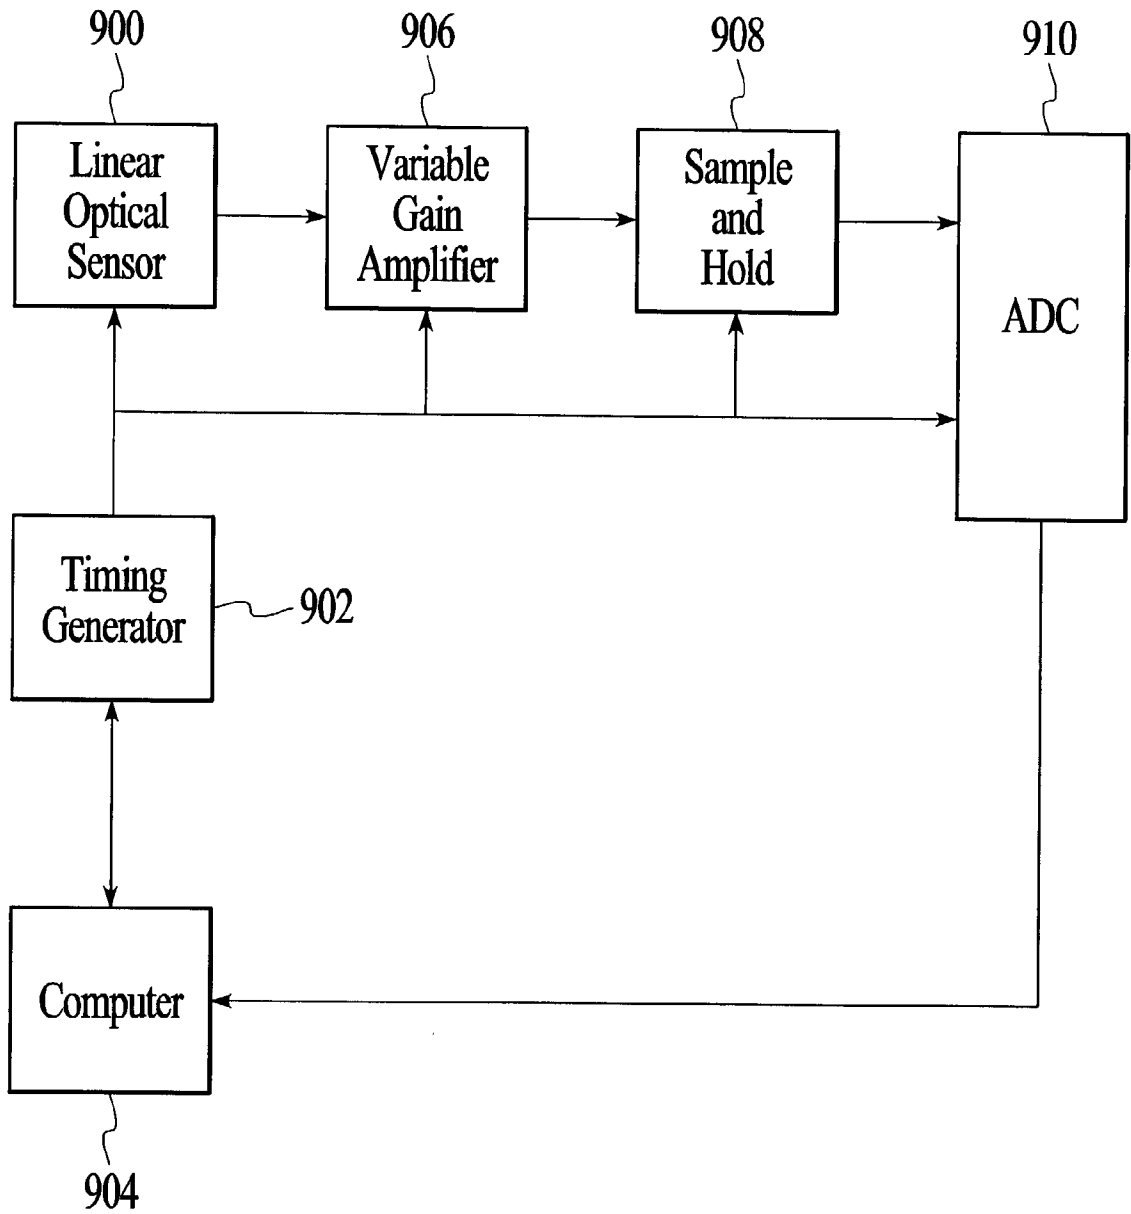 900
906
908
910
Linear
Optical
Sensor
Variable
Gain
Amplifier
Sample
and
Hold
ADC
Timing
Generator
902
Computer
904